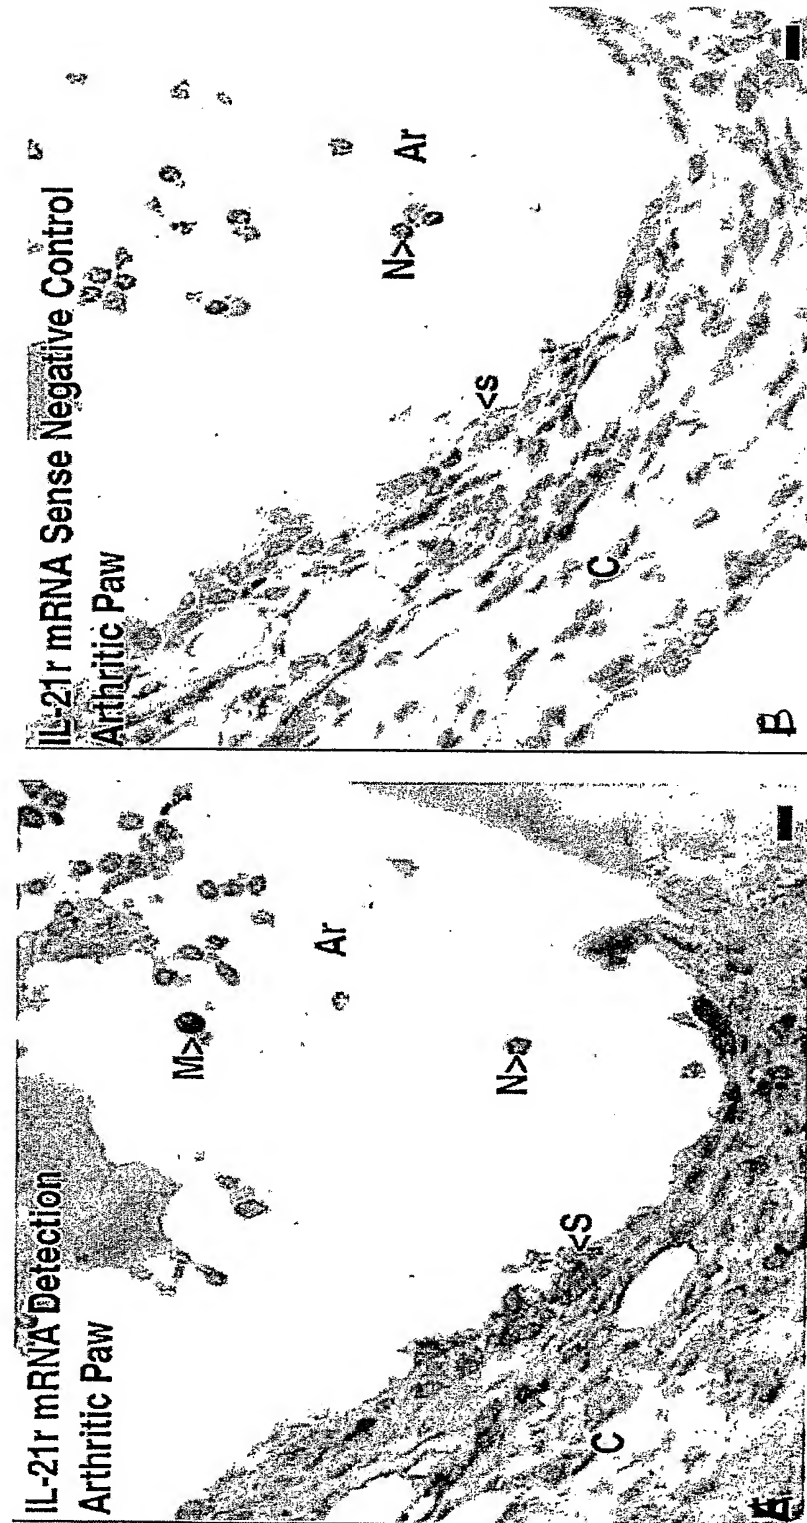 IL-21r mRNA Detection
Arthritic Paw
M>
Ar
N>
<S
C
A
IL-21r mRNA Sense Negative Control
Arthritic Paw
Ar
N>
<s
C
B